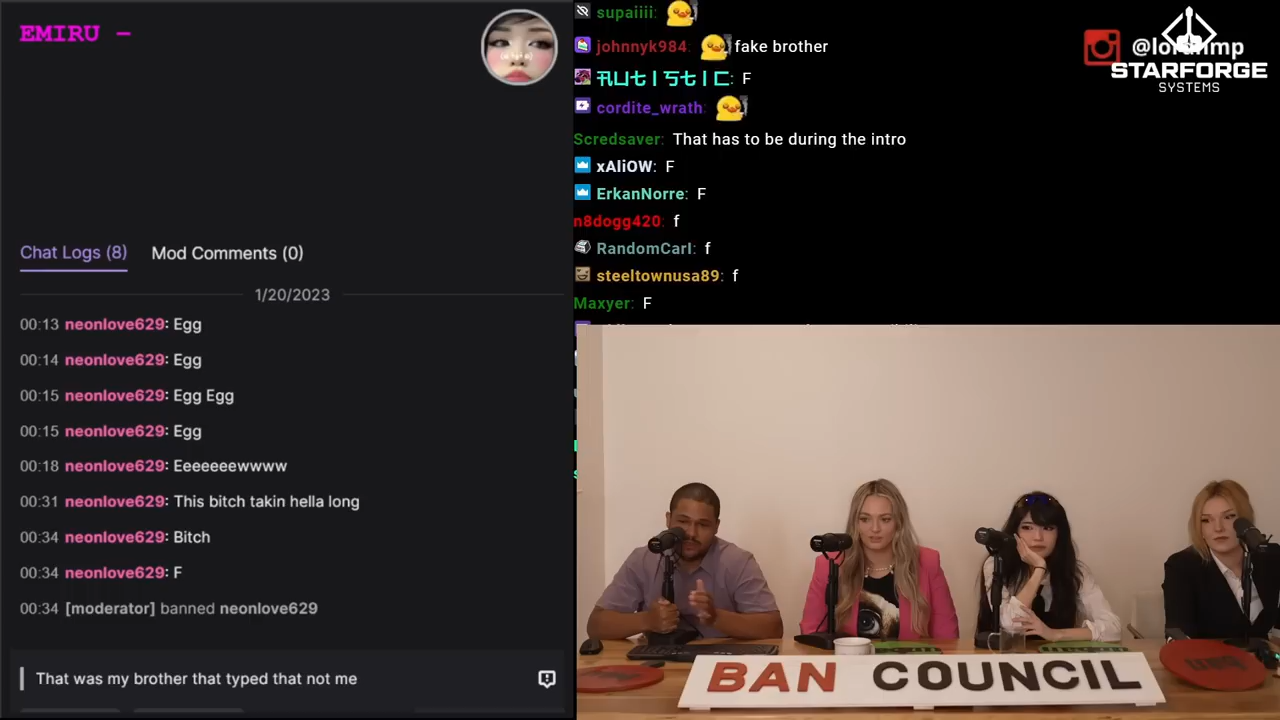 EMIRU –
Chat Logs (8)
Mod Comments (0)
1/20/2023
00:13 neonlove629: Egg
00:14 neonlove629: Egg
00:15 neonlove629: Egg Egg
00:15 neonlove629: Egg
00:18 neonlove629: Eeeeeeewwww
00:31 neonlove629: This bitch takin hella long
00:34 neonlove629: Bitch
00:34 neonlove629: F
00:34 [moderator] banned neonlove629
That was my brother that typed that not me
supaiiii:
johnnyk984: fake brother
F
cordite_wrath:
Scredsaver: That has to be during the intro
xAliOW: F
ErkanNorre: F
n8dogg420: f
RandomCarl: f
steeltownusa89: f
Maxyer: F
STARFORGE
SYSTEMS
BAN COUNCIL